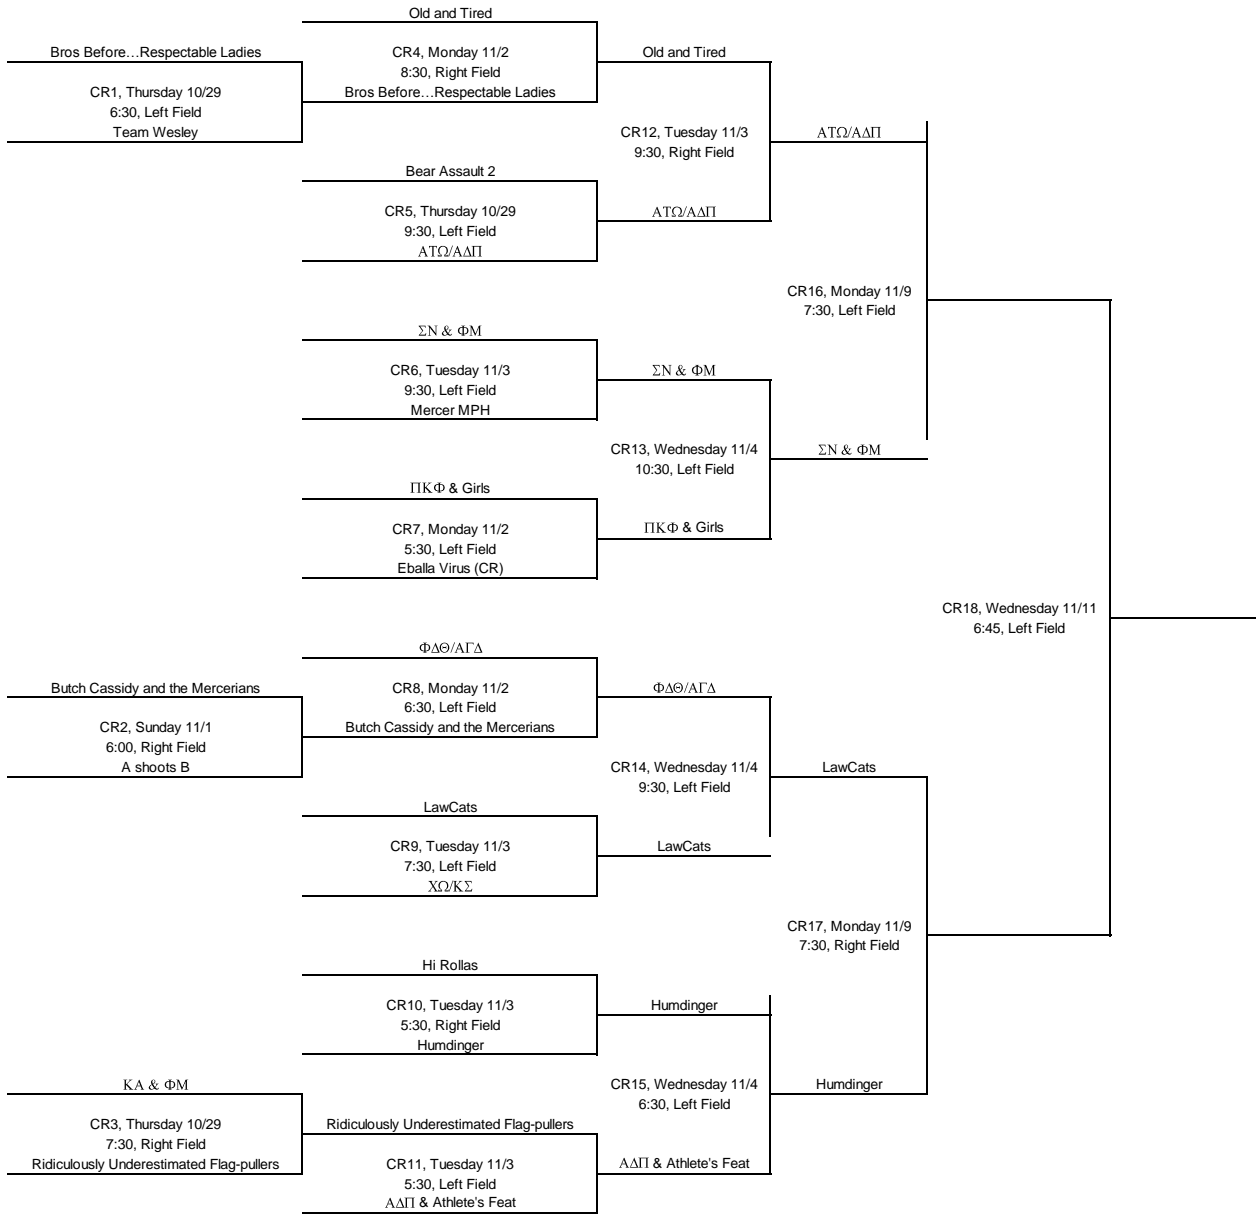 Old and Tired
Bros Before…Respectable Ladies
CR4, Monday 11/2
Old and Tired
8:30, Right Field
CR1, Thursday 10/29
Bros Before…Respectable Ladies
6:30, Left Field
Team Wesley
CR12, Tuesday 11/3
ΑΤΩ/ΑΔΠ
9:30, Right Field
Bear Assault 2
CR5, Thursday 10/29
ΑΤΩ/ΑΔΠ
9:30, Left Field
ΑΤΩ/ΑΔΠ
CR16, Monday 11/9
7:30, Left Field
ΣΝ & ΦΜ
CR6, Tuesday 11/3
ΣΝ & ΦΜ
9:30, Left Field
Mercer MPH
CR13, Wednesday 11/4
ΣΝ & ΦΜ
10:30, Left Field
ΠΚΦ & Girls
CR7, Monday 11/2
ΠΚΦ & Girls
5:30, Left Field
Eballa Virus (CR)
CR18, Wednesday 11/11
6:45, Left Field
ΦΔΘ/ΑΓΔ
Butch Cassidy and the Mercerians
CR8, Monday 11/2
ΦΔΘ/ΑΓΔ
6:30, Left Field
CR2, Sunday 11/1
Butch Cassidy and the Mercerians
6:00, Right Field
A shoots B
CR14, Wednesday 11/4
LawCats
9:30, Left Field
LawCats
CR9, Tuesday 11/3
LawCats
7:30, Left Field
ΧΩ/ΚΣ
CR17, Monday 11/9
7:30, Right Field
Hi Rollas
CR10, Tuesday 11/3
Humdinger
5:30, Right Field
Humdinger
ΚΑ & ΦΜ
CR15, Wednesday 11/4
Humdinger
6:30, Left Field
CR3, Thursday 10/29
Ridiculously Underestimated Flag-pullers
7:30, Right Field
Ridiculously Underestimated Flag-pullers
CR11, Tuesday 11/3
ΑΔΠ & Athlete's Feat
5:30, Left Field
ΑΔΠ & Athlete's Feat